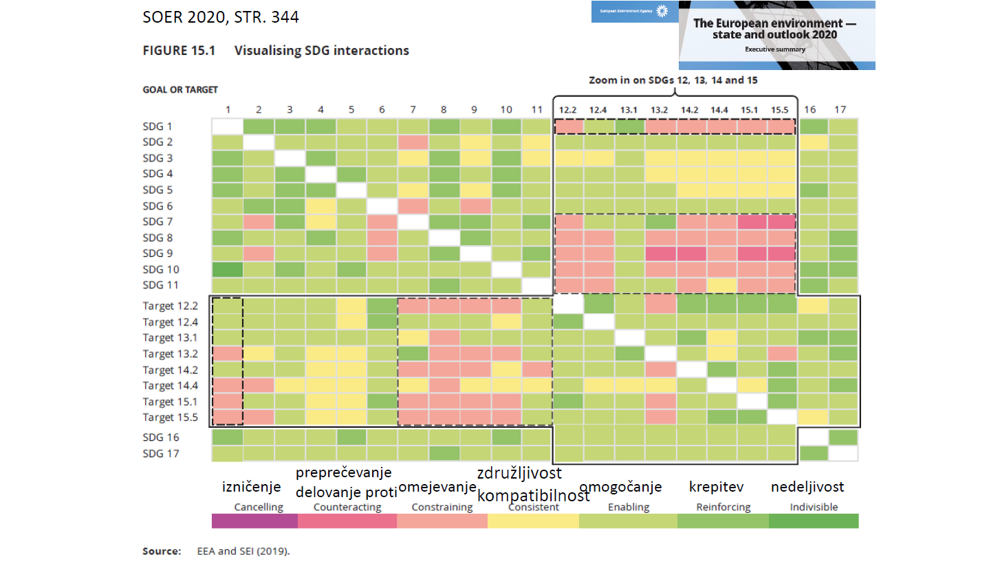 SOER 2020, STR. 344
European Environment Agency
The European environment —
state and outlook 2020
Executive summary
FIGURE 15.1 Visualising SDG interactions
Zoom in on SDGs 12, 13, 14 and 15
GOAL OR TARGET
1 2 3 4 5 6 7 8 9 10 11 12.2 12.4 13.1 13.2 14.2 14.4 15.1 15.5 16 17
SDG 1
SDG 2
SDG 3
SDG 4
SDG 5
SDG 6
SDG 7
SDG 8
SDG 9
SDG 10
SDG 11
Target 12.2
Target 12.4
Target 13.1
Target 13.2
Target 14.2
Target 14.4
Target 15.1
Target 15.5
SDG 16
SDG 17
izničenje
preprečevanje
delovanje proti
omejevanje
združljivost
kompatibilnost
omogočanje
krepitev
nedeljivost
Cancelling Counteracting Constraining Consistent Enabling Reinforcing Indivisible
Source: EEA and SEI (2019).